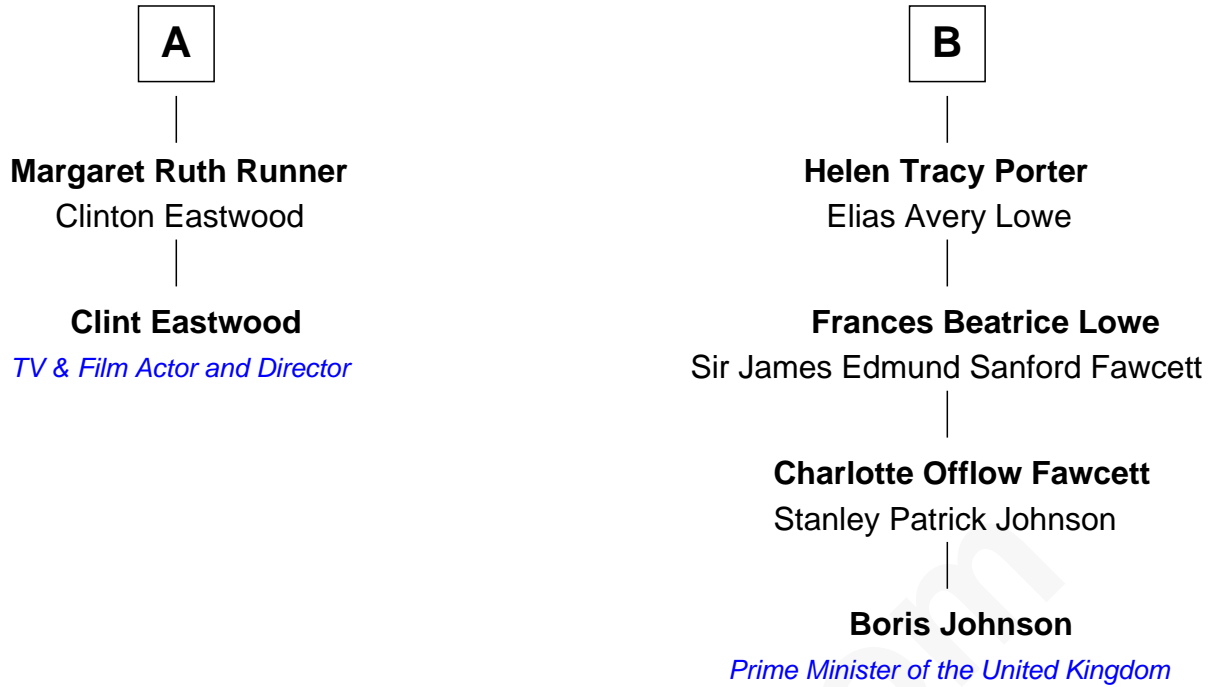 A
Margaret Ruth Runner
Clinton Eastwood
Clint Eastwood
TV & Film Actor and Director
B
Helen Tracy Porter
Elias Avery Lowe
Frances Beatrice Lowe
Sir James Edmund Sanford Fawcett
Charlotte Offlow Fawcett
Stanley Patrick Johnson
Boris Johnson
Prime Minister of the United Kingdom